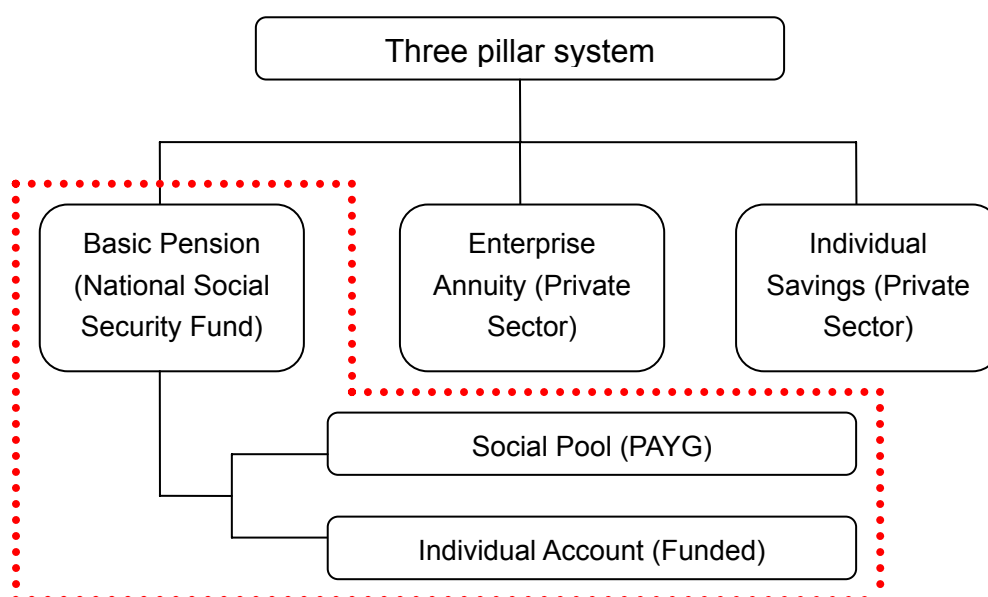 Three pillar system
Basic Pension
(National Social
Security Fund)
Enterprise
Annuity (Private
Sector)
Individual
Savings (Private
Sector)
Social Pool (PAYG)
Individual Account (Funded)